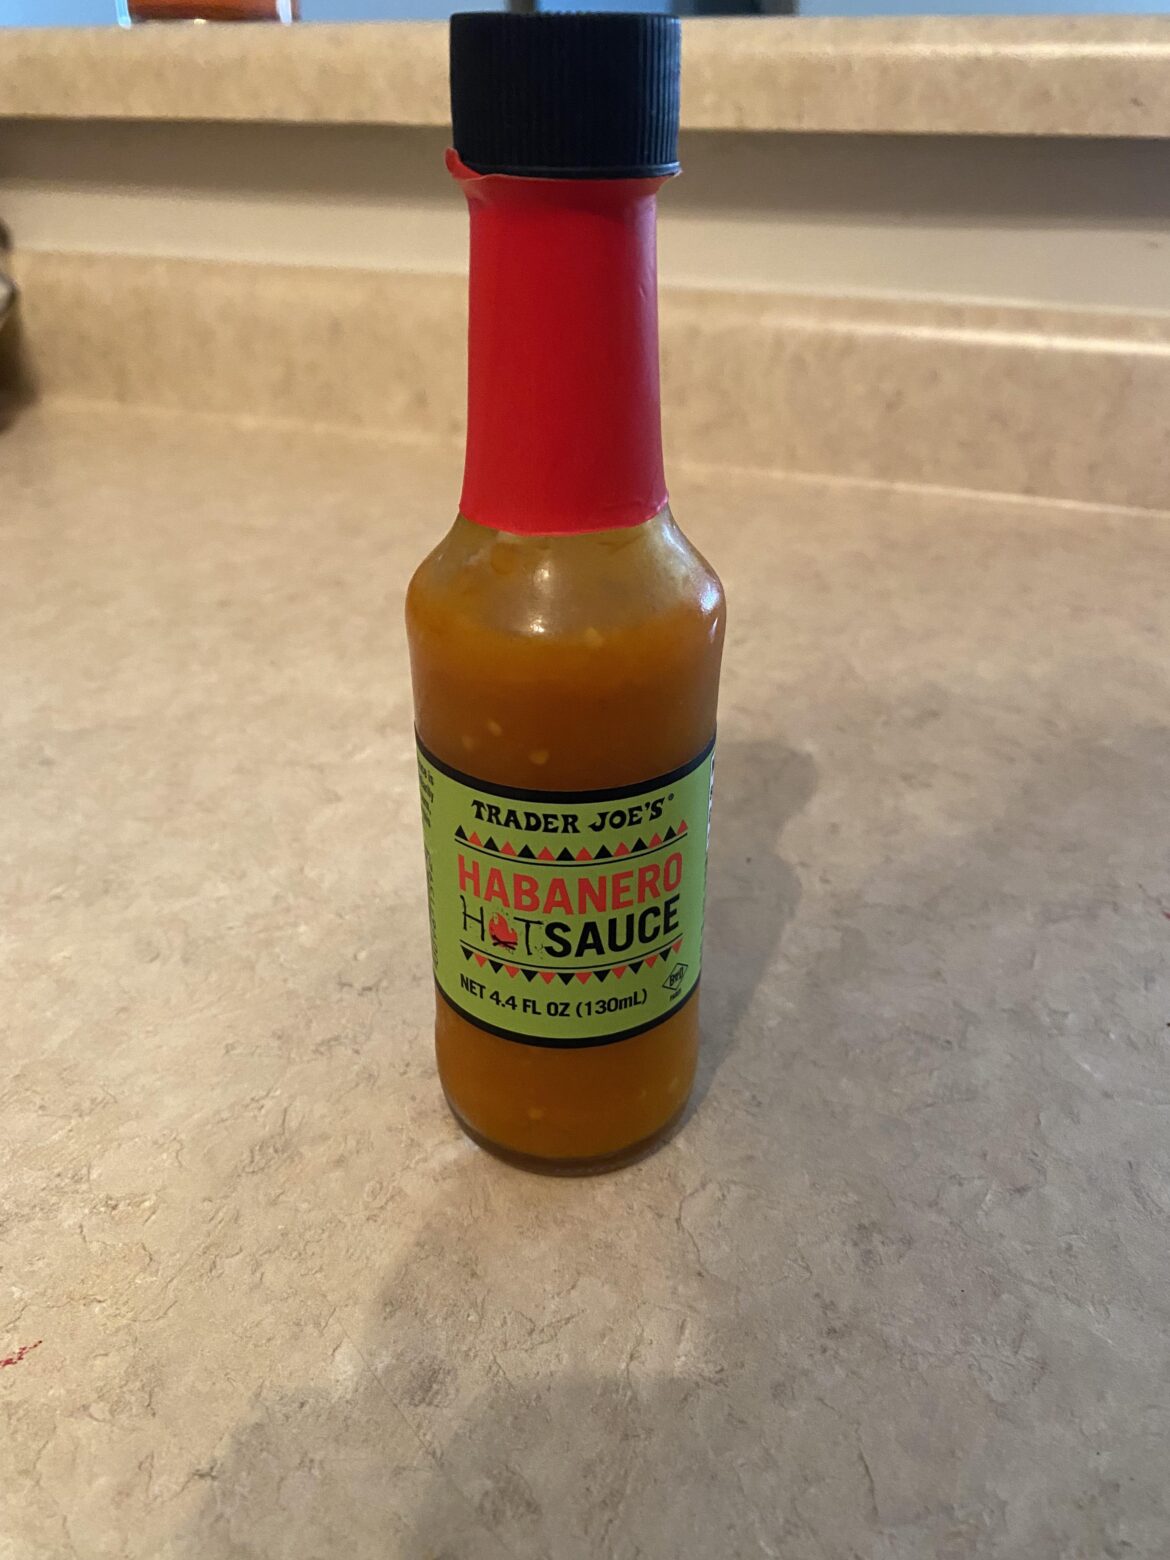 TRADER JOE'S®
HABANERO
HOT SAUCE
NET 4.4 FL OZ (130mL)